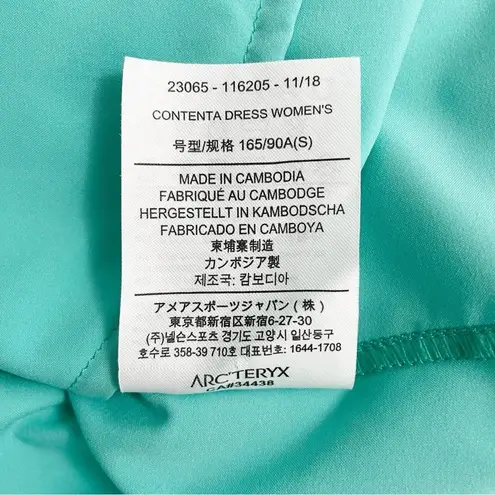 23065 - 116205 - 11/18
CONTENTA DRESS WOMEN'S
号型/规格 165/90A(S)
MADE IN CAMBODIA
FABRIQUÉ AU CAMBODGE
HERGESTELLT IN KAMBODSCHA
FABRICADO EN CAMBOYA
柬埔寨制造
カンボジア製
제조국: 캄보디아
アメアスポーツジャパン（株）
東京都新宿区新宿6-27-30
(주)넬슨스포츠 경기도 고양시 일산동구
호수로 358-39 710호 대표번호: 1644-1708
ARC'TERYX
CA#34438